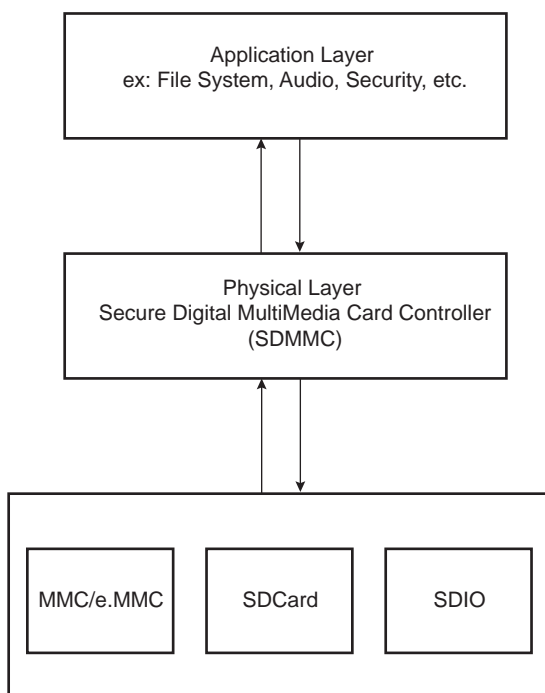 Application Layer
ex: File System, Audio, Security, etc.
Physical Layer
Secure Digital MultiMedia Card Controller
(SDMMC)
MMC/e.MMC
SDCard
SDIO